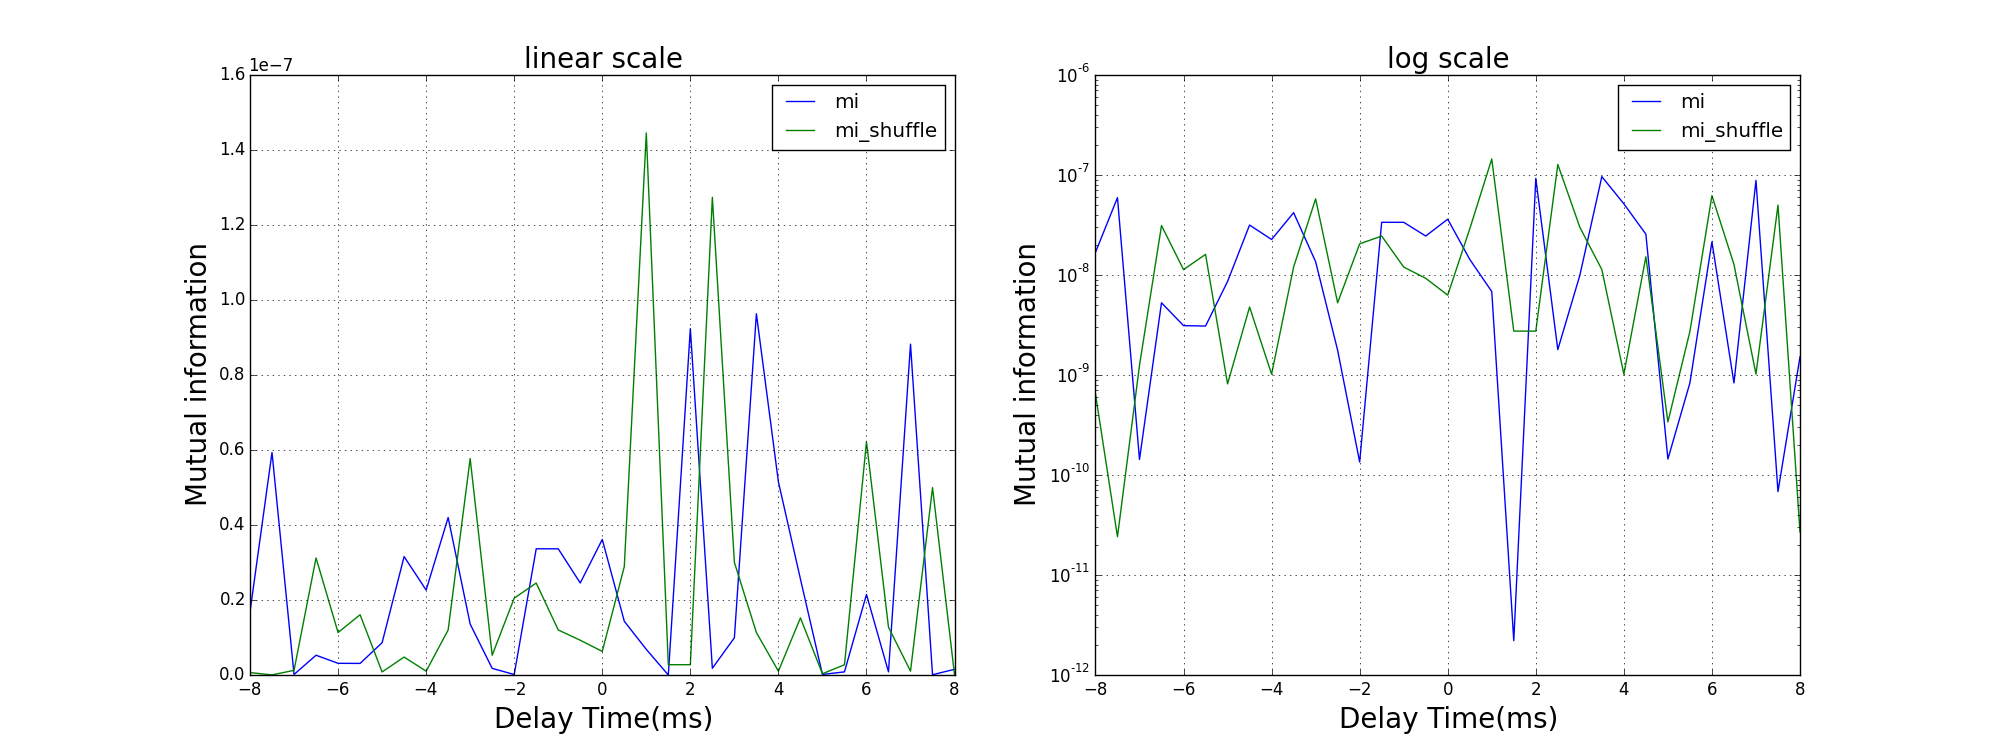 linear scale
1e−7
mi
mi_shuffle
1.6
1.4
1.2
1.0
0.8
0.6
0.4
0.2
0.0
Mutual information
−8 −6 −4 −2 0 2 4 6 8
Delay Time(ms)
log scale
mi
mi_shuffle
10^-6
10^-7
10^-8
10^-9
10^-10
10^-11
10^-12
Mutual information
−8 −6 −4 −2 0 2 4 6 8
Delay Time(ms)